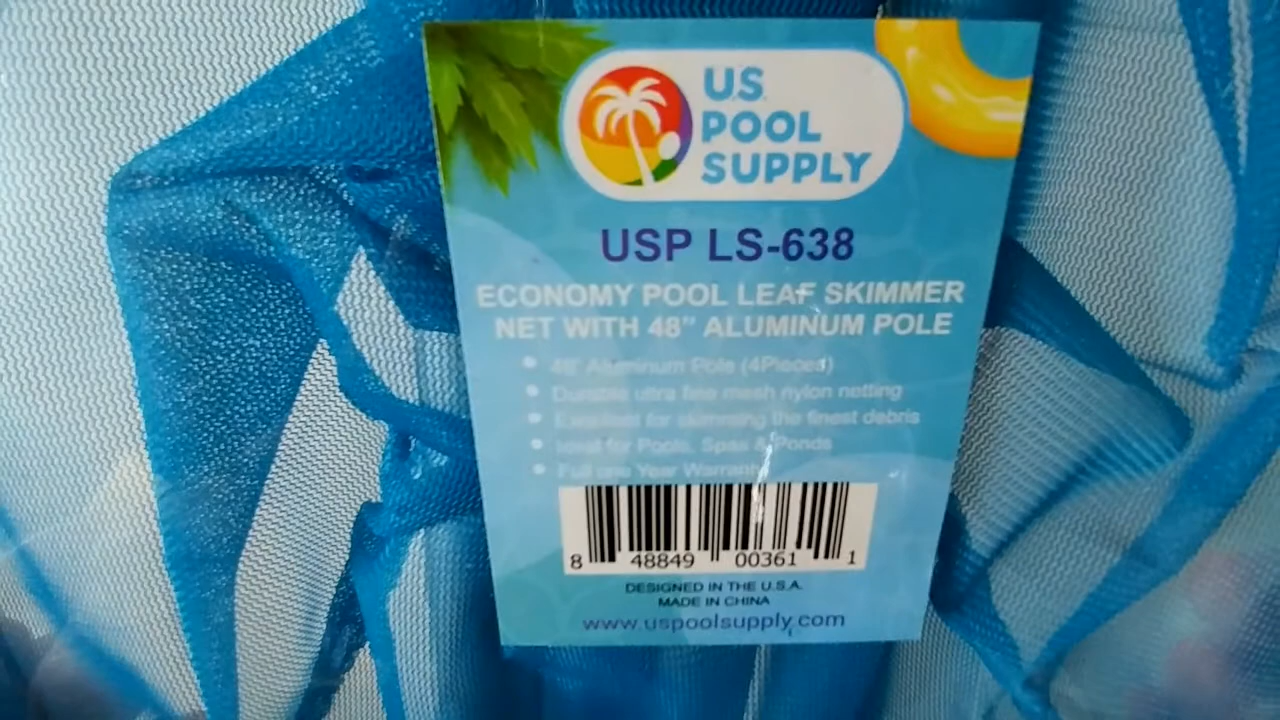 U.S.
POOL
SUPPLY
USP LS-638
ECONOMY POOL LEAF SKIMMER
NET WITH 48" ALUMINUM POLE
48" Aluminum Pole (4Pieces)
Durable ultra fine mesh nylon netting
Excellent for skimming the finest debris
Ideal for Pools, Spas & Ponds
Full one Year Warranty
8 48849 00361 1
DESIGNED IN THE U.S.A.
MADE IN CHINA
www.uspoolsupply.com